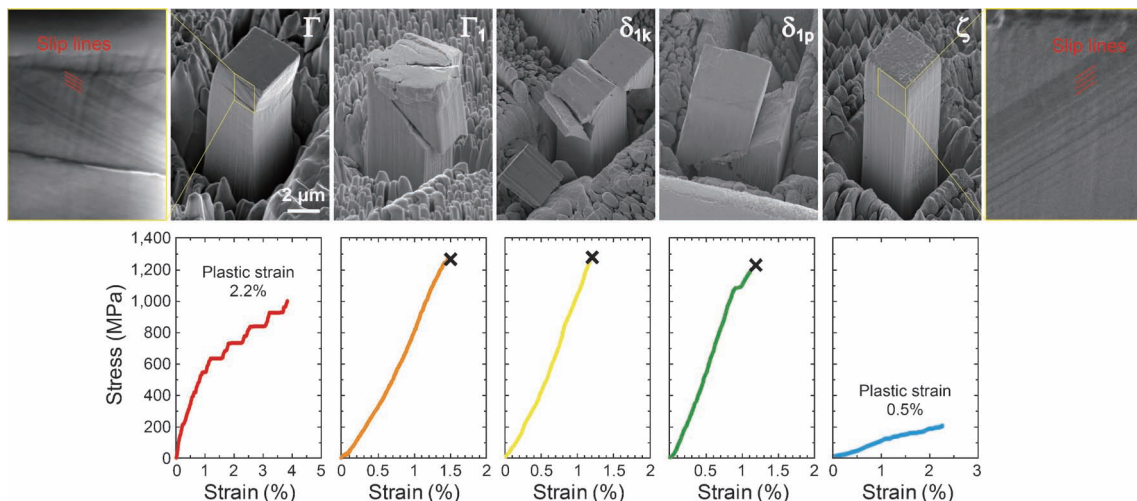 Slip lines
Γ
2 µm
Γ1
δ1k
δ1p
ζ
Slip lines
Stress (MPa)
1,400
1,200
1,000
800
600
400
200
0
Plastic strain
2.2%
0 1 2 3 4 5
Strain (%)
0 0.5 1 1.5 2
Strain (%)
0 0.5 1 1.5 2
Strain (%)
0.5 1 1.5 2
Strain (%)
Plastic strain
0.5%
0 1 2 3
Strain (%)